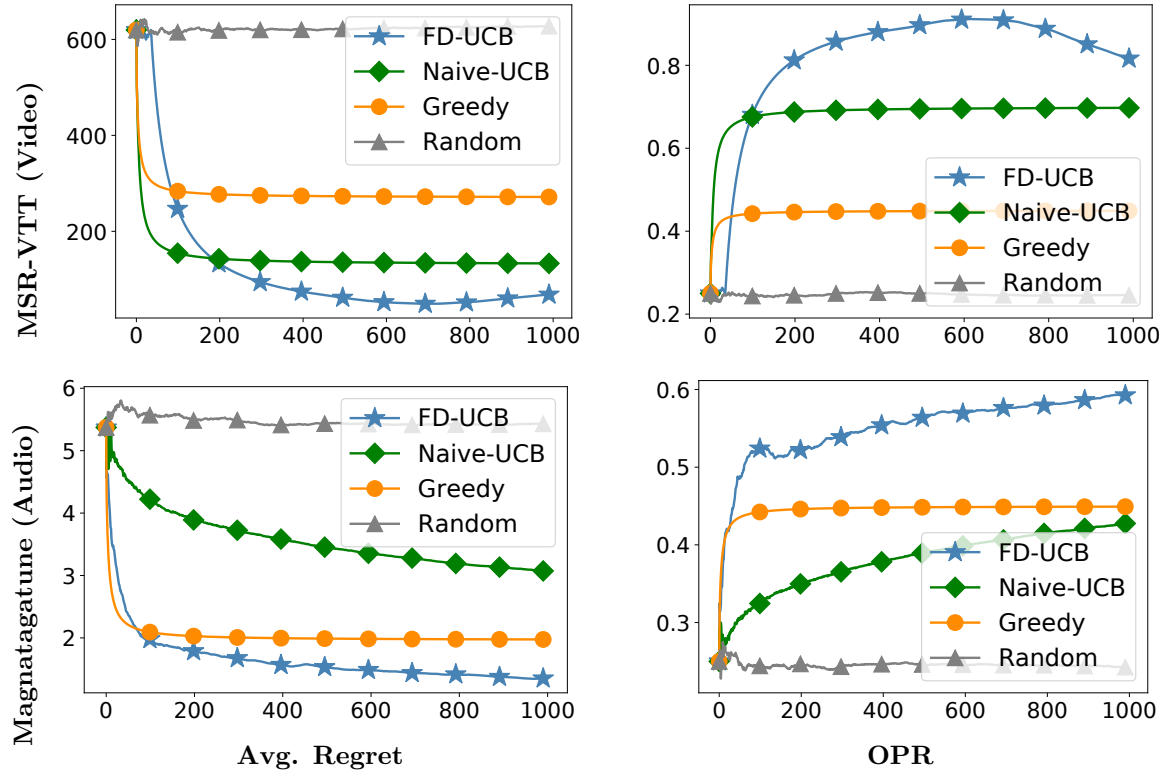 MSR-VTT (Video)
600
400
200
0 200 400 600 800 1000
FD-UCB
Naive-UCB
Greedy
Random
0.8
0.6
0.4
0.2
0 200 400 600 800 1000
FD-UCB
Naive-UCB
Greedy
Random
Magnatagatune (Audio)
6
5
4
3
2
0 200 400 600 800 1000
FD-UCB
Naive-UCB
Greedy
Random
0.6
0.5
0.4
0.3
0 200 400 600 800 1000
FD-UCB
Naive-UCB
Greedy
Random
Avg. Regret
OPR